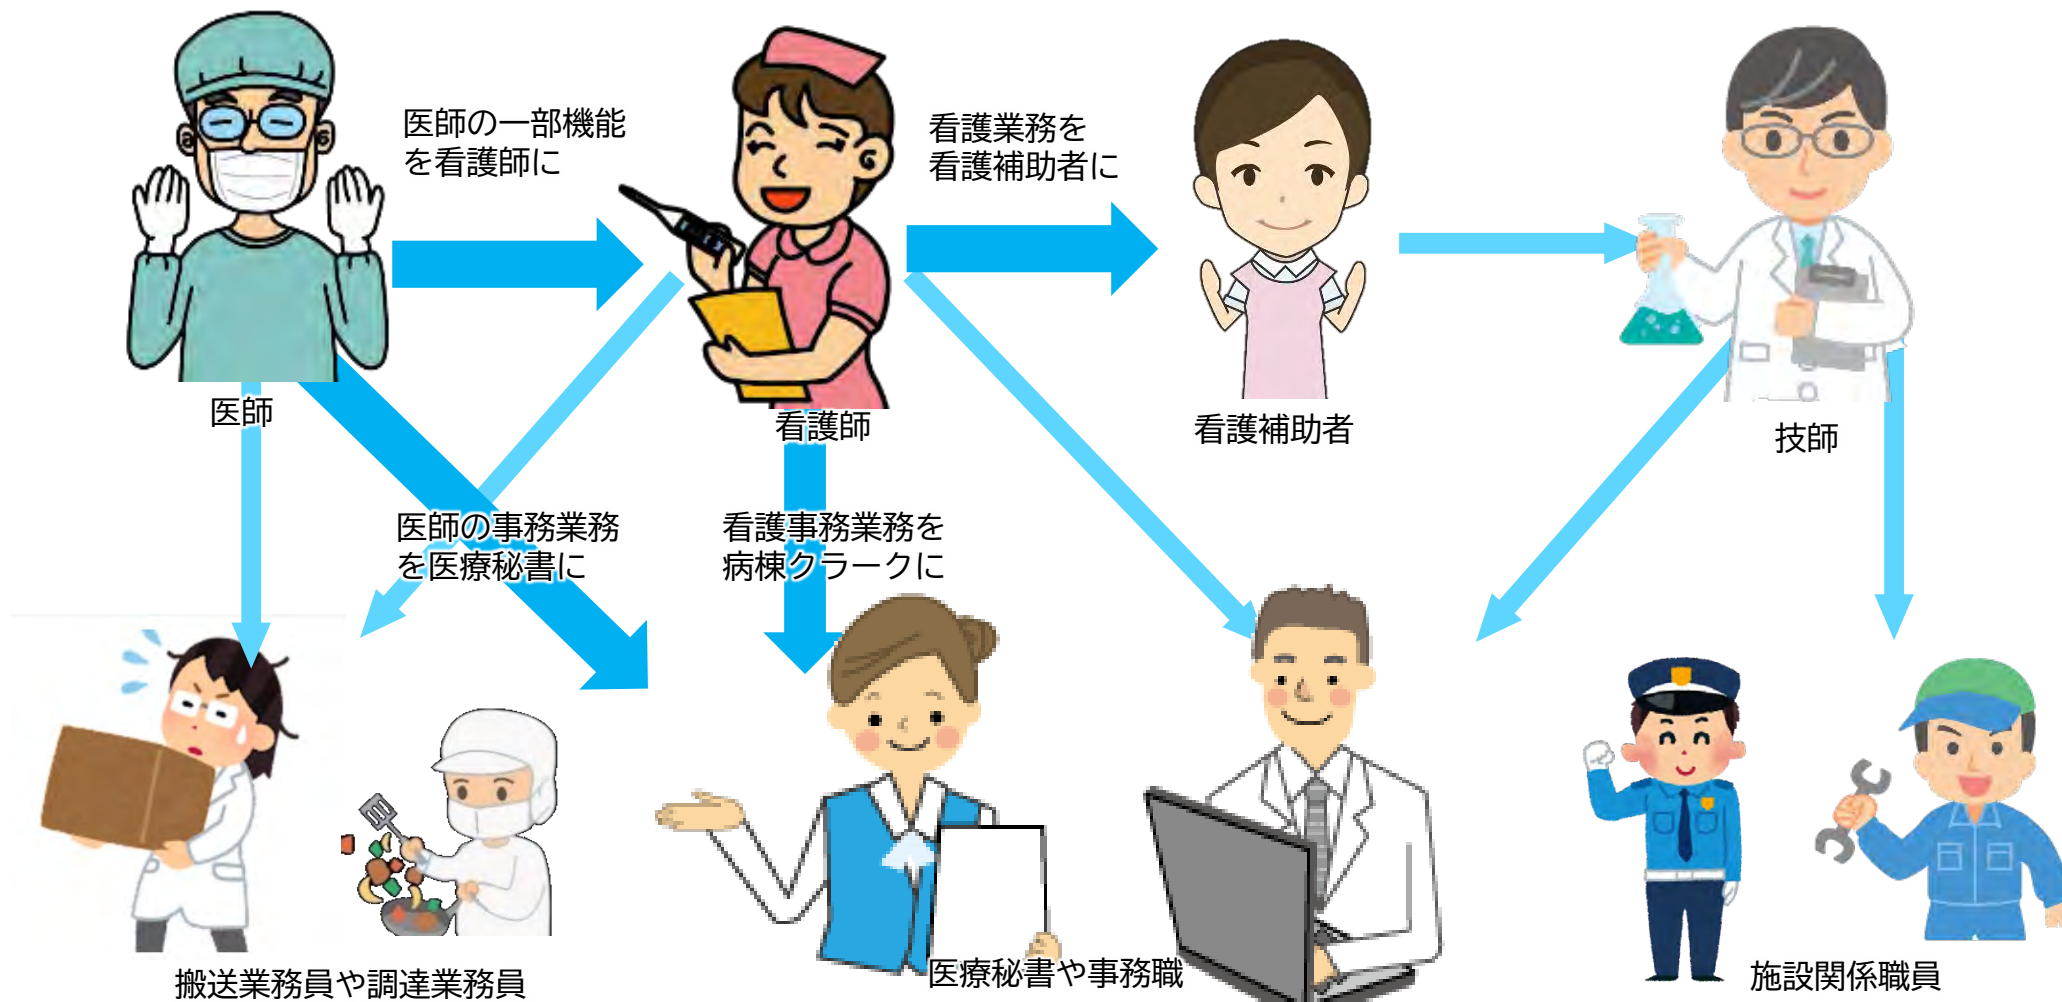 医師の一部機能
を看護師に
看護業務を
看護補助者に
医師
看護師
看護補助者
技師
医師の事務業務
を医療秘書に
看護事務業務を
病棟クラークに
搬送業務員や調達業務員
医療秘書や事務職
施設関係職員